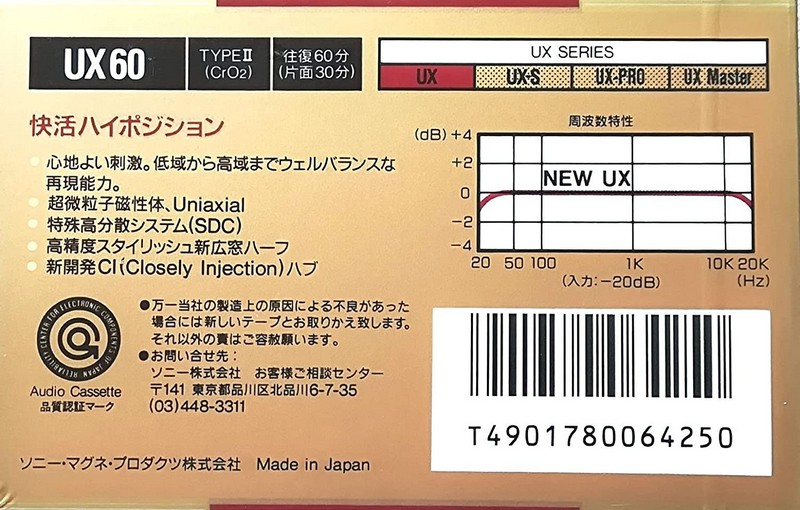 UX60
TYPEⅡ
(CrO2)
往復60分
(片面30分)
UX SERIES
UX UX-S UX-PRO UX Master
快活ハイポジション
心地よい刺激。低域から高域までウェルバランスな
再現能力。
超微粒子磁性体、Uniaxial
特殊高分散システム(SDC)
高精度スタイリッシュ新広窓ハーフ
新開発CI(Closely Injection)ハブ
周波数特性
(dB) +4
+2
0
−2
−4
NEW UX
20 50 100 1K 10K 20K
(入力:−20dB) (Hz)
RELIABILITY CENTER FOR ELECTRONIC COMPONENTS OF JAPAN
Audio Cassette
品質認証マーク
●万一当社の製造上の原因による不良があった
場合には新しいテープとお取りかえ致します。
それ以外の責はご容赦願います。
●お問い合せ先:
ソニー株式会社 お客様ご相談センター
〒141 東京都品川区北品川6-7-35
(03)448-3311
T4901780064250
ソニー・マグネ・プロダクツ株式会社 Made in Japan